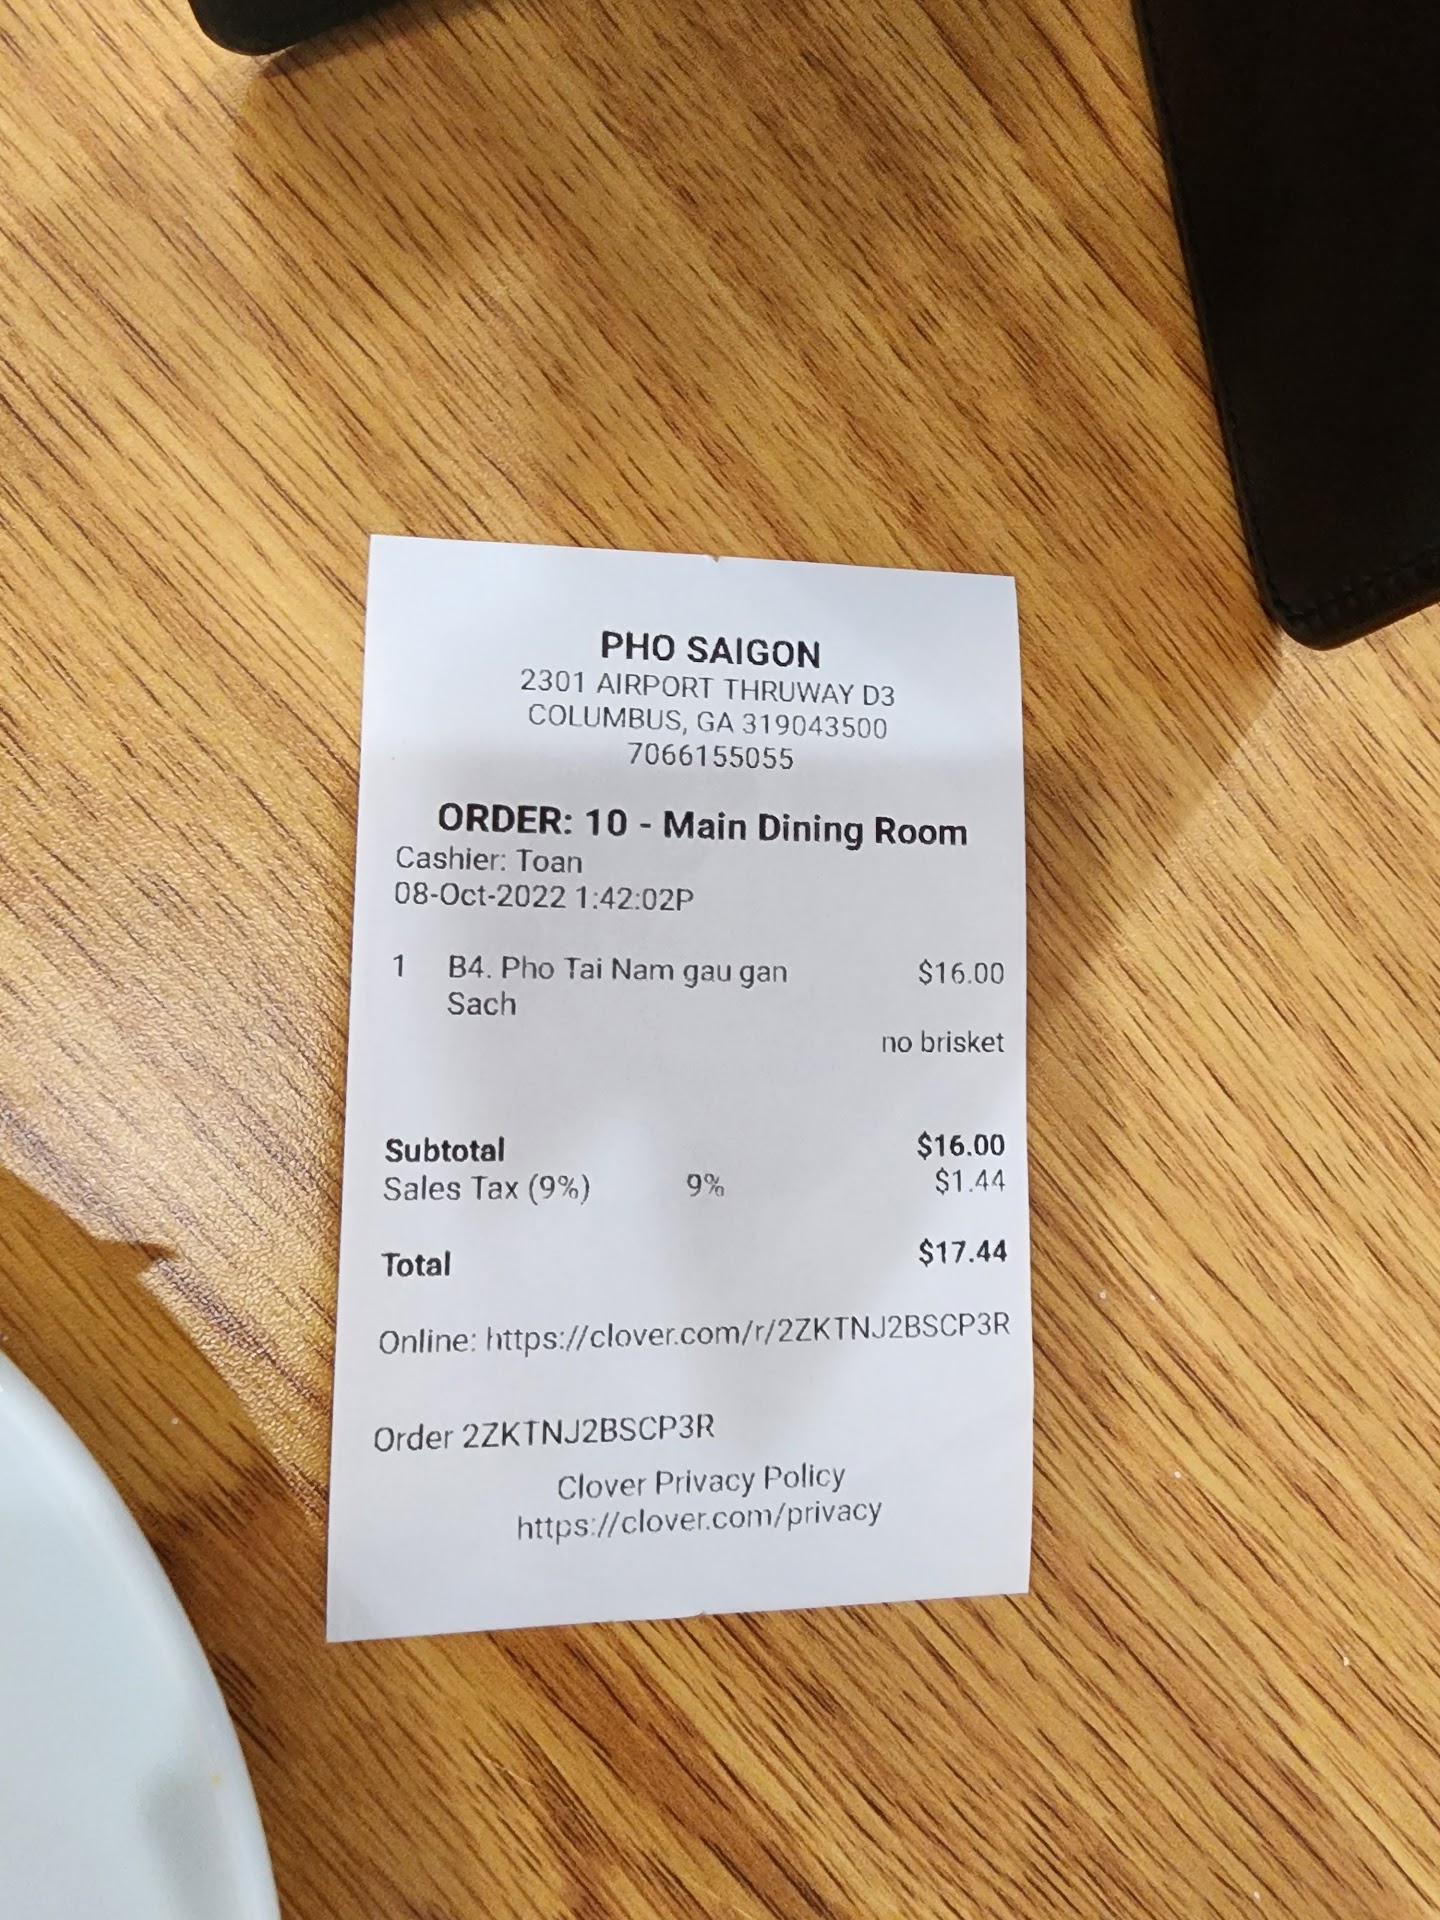 PHO SAIGON
2301 AIRPORT THRUWAY D3
COLUMBUS, GA 319043500
7066155055
ORDER: 10 - Main Dining Room
Cashier: Toan
08-Oct-2022 1:42:02P
1 B4. Pho Tai Nam gau gan $16.00
Sach
no brisket
Subtotal $16.00
Sales Tax (9%) 9% $1.44
Total $17.44
Online: https://clover.com/r/2ZKTNJ2BSCP3R
Order 2ZKTNJ2BSCP3R
Clover Privacy Policy
https://clover.com/privacy